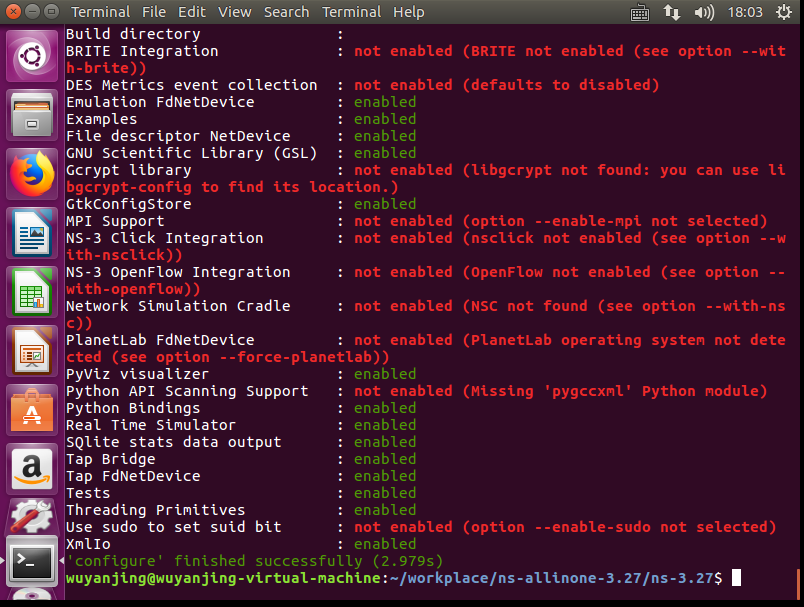 Terminal File Edit View Search Terminal Help 18:03
Build directory :
BRITE Integration : not enabled (BRITE not enabled (see option --wit
h-brite))
DES Metrics event collection : not enabled (defaults to disabled)
Emulation FdNetDevice : enabled
Examples : enabled
File descriptor NetDevice : enabled
GNU Scientific Library (GSL) : enabled
Gcrypt library : not enabled (libgcrypt not found: you can use li
bgcrypt-config to find its location.)
GtkConfigStore : enabled
MPI Support : not enabled (option --enable-mpi not selected)
NS-3 Click Integration : not enabled (nsclick not enabled (see option --w
ith-nsclick))
NS-3 OpenFlow Integration : not enabled (OpenFlow not enabled (see option --
with-openflow))
Network Simulation Cradle : not enabled (NSC not found (see option --with-ns
c))
PlanetLab FdNetDevice : not enabled (PlanetLab operating system not dete
cted (see option --force-planetlab))
PyViz visualizer : enabled
Python API Scanning Support : not enabled (Missing 'pygccxml' Python module)
Python Bindings : enabled
Real Time Simulator : enabled
SQlite stats data output : enabled
Tap Bridge : enabled
Tap FdNetDevice : enabled
Tests : enabled
Threading Primitives : enabled
Use sudo to set suid bit : not enabled (option --enable-sudo not selected)
XmlIo : enabled
'configure' finished successfully (2.979s)
wuyanjing@wuyanjing-virtual-machine:~/workplace/ns-allinone-3.27/ns-3.27$